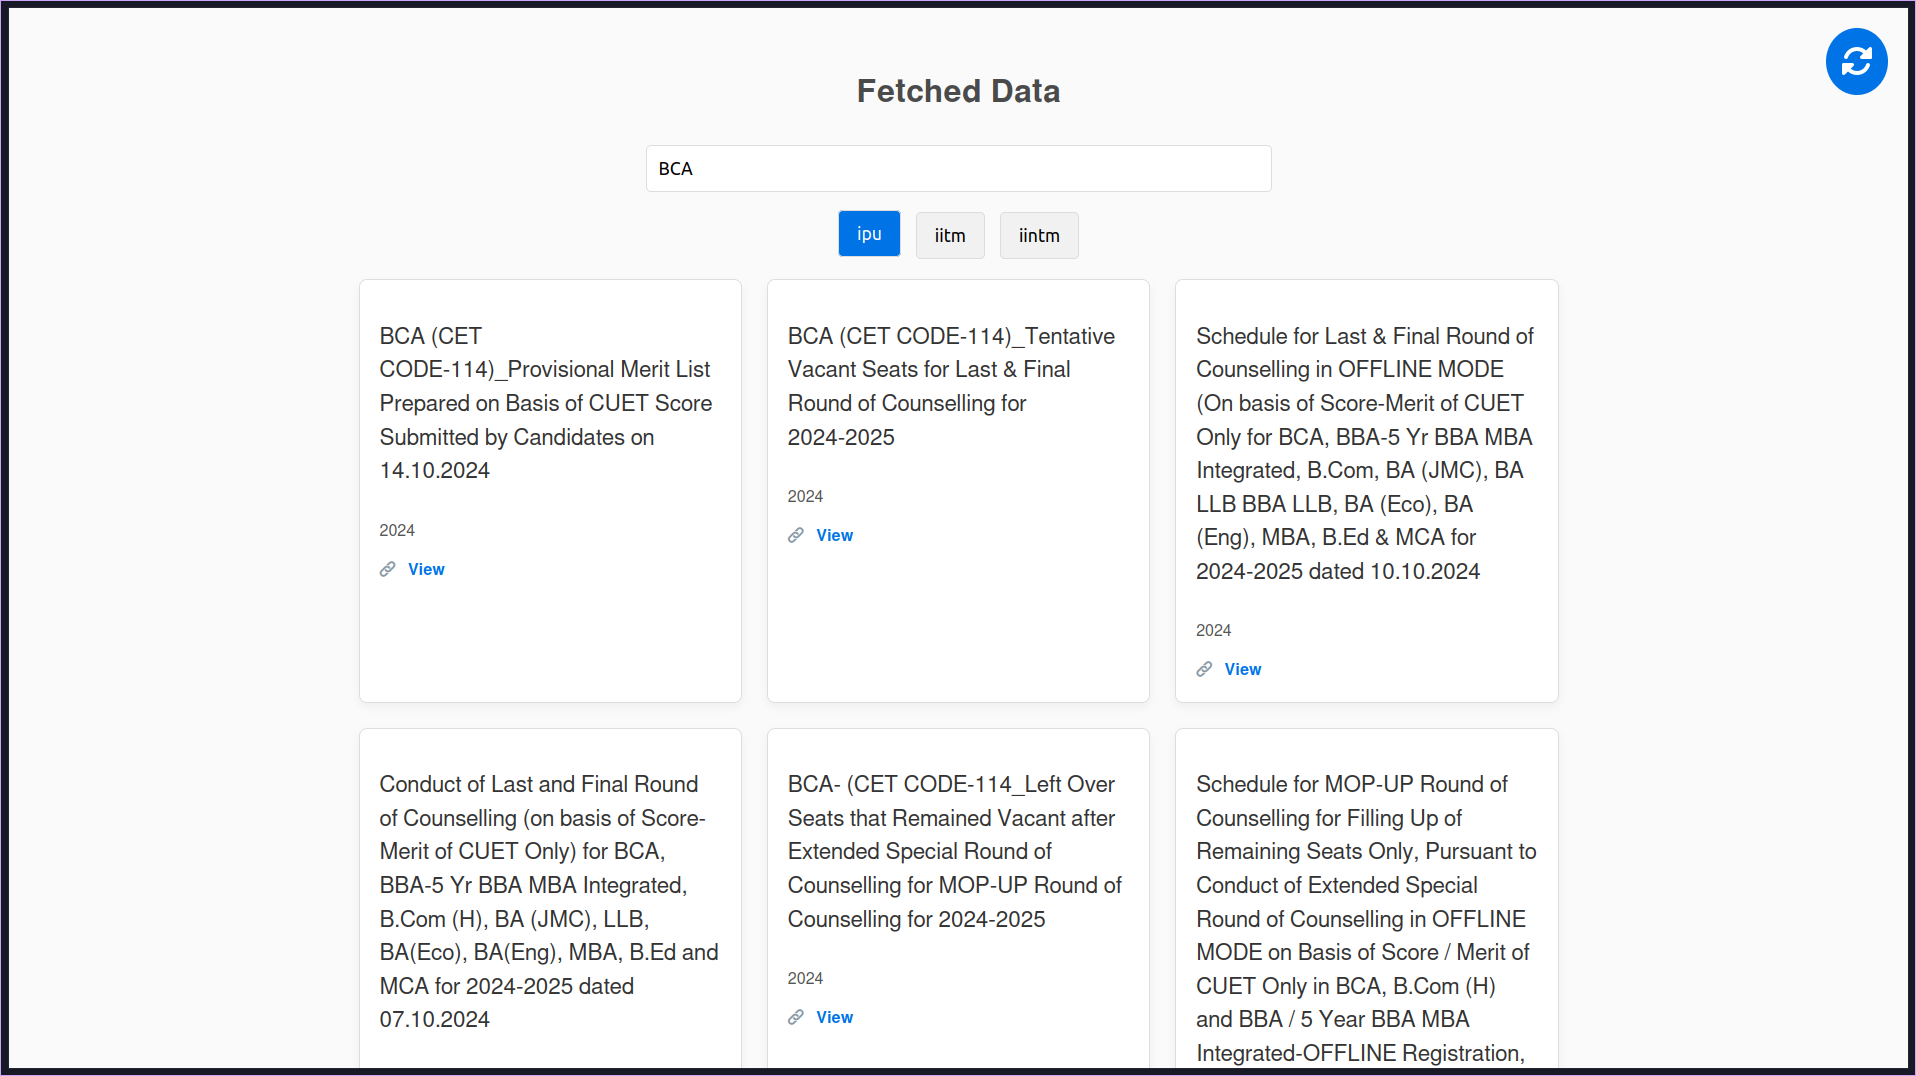 Fetched Data
BCA
ipu
iitm
iintm
BCA (CET
CODE-114)_Provisional Merit List
Prepared on Basis of CUET Score
Submitted by Candidates on
14.10.2024
2024
View
BCA (CET CODE-114)_Tentative
Vacant Seats for Last & Final
Round of Counselling for
2024-2025
2024
View
Schedule for Last & Final Round of
Counselling in OFFLINE MODE
(On basis of Score-Merit of CUET
Only for BCA, BBA-5 Yr BBA MBA
Integrated, B.Com, BA (JMC), BA
LLB BBA LLB, BA (Eco), BA
(Eng), MBA, B.Ed & MCA for
2024-2025 dated 10.10.2024
2024
View
Conduct of Last and Final Round
of Counselling (on basis of Score-
Merit of CUET Only) for BCA,
BBA-5 Yr BBA MBA Integrated,
B.Com (H), BA (JMC), LLB,
BA(Eco), BA(Eng), MBA, B.Ed and
MCA for 2024-2025 dated
07.10.2024
BCA- (CET CODE-114_Left Over
Seats that Remained Vacant after
Extended Special Round of
Counselling for MOP-UP Round of
Counselling for 2024-2025
2024
View
Schedule for MOP-UP Round of
Counselling for Filling Up of
Remaining Seats Only, Pursuant to
Conduct of Extended Special
Round of Counselling in OFFLINE
MODE on Basis of Score / Merit of
CUET Only in BCA, B.Com (H)
and BBA / 5 Year BBA MBA
Integrated-OFFLINE Registration,